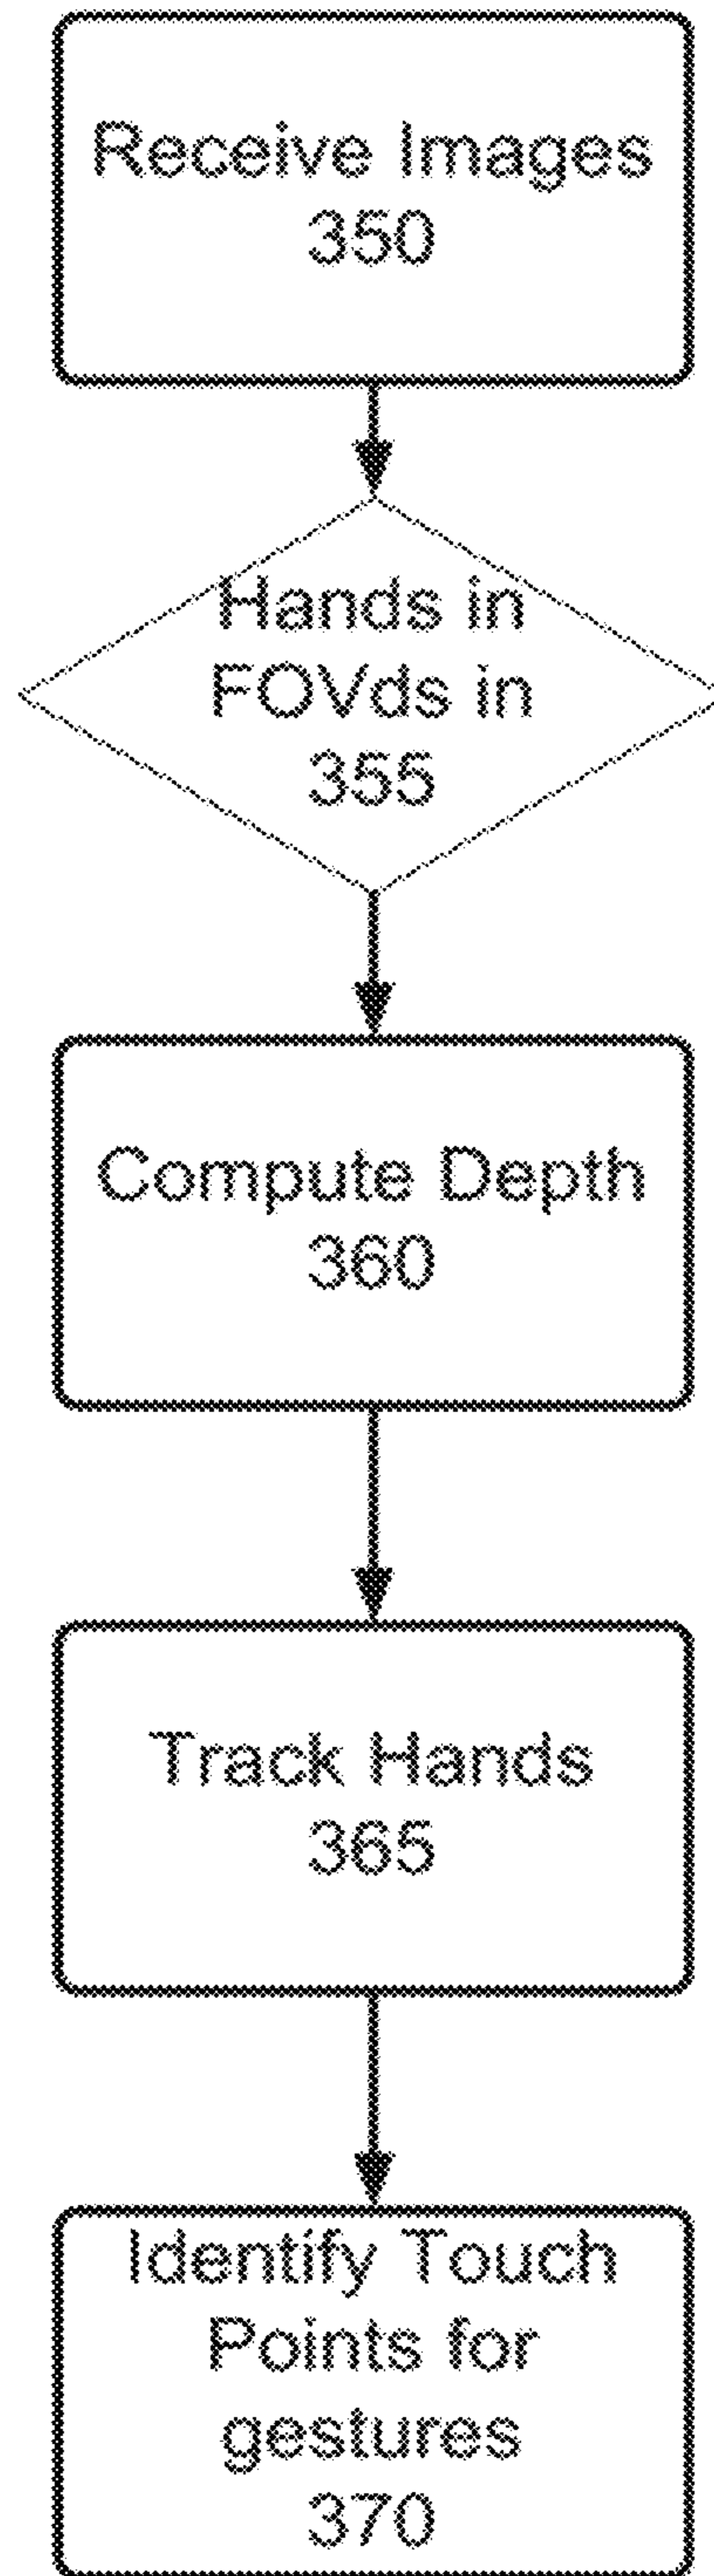 Receive Images
350
Hands in
FOVds in
355
Compute Depth
360
Track Hands
365
Identify Touch
Points for
gestures
370